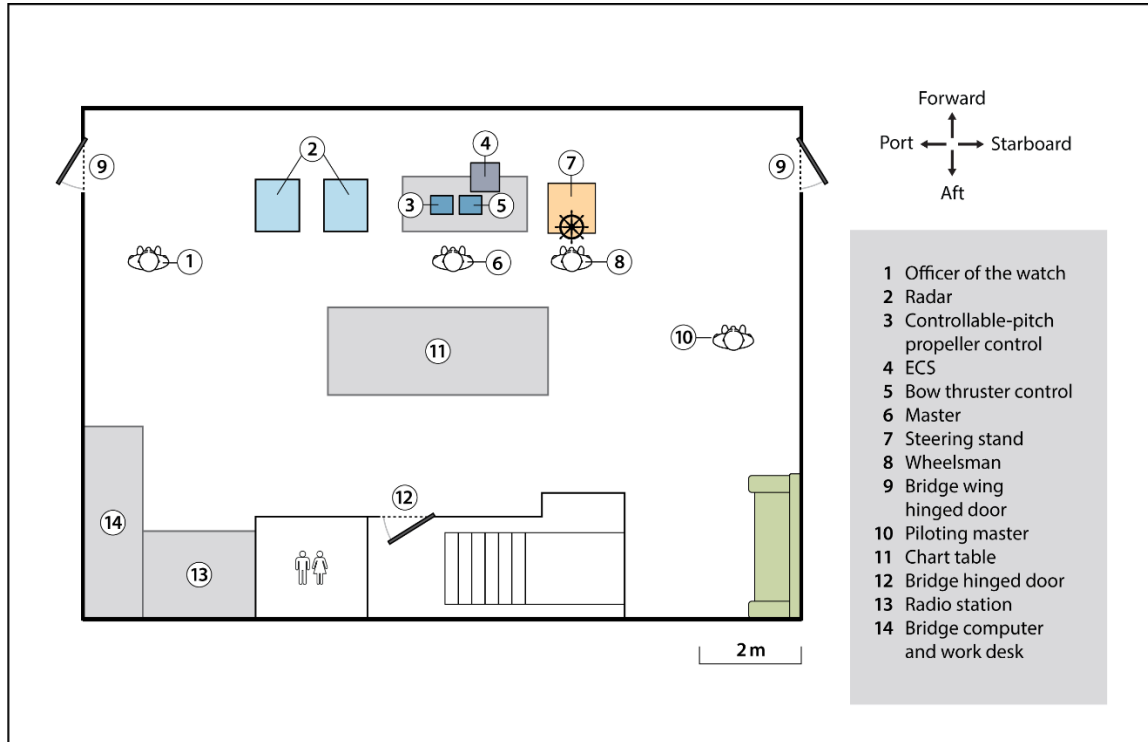 Forward
Port
Starboard
Aft
9
2
4
7
9
3
5
1
6
8
10
11
12
14
13
2 m
1 Officer of the watch
2 Radar
3 Controllable-pitch
propeller control
4 ECS
5 Bow thruster control
6 Master
7 Steering stand
8 Wheelsman
9 Bridge wing
hinged door
10 Piloting master
11 Chart table
12 Bridge hinged door
13 Radio station
14 Bridge computer
and work desk